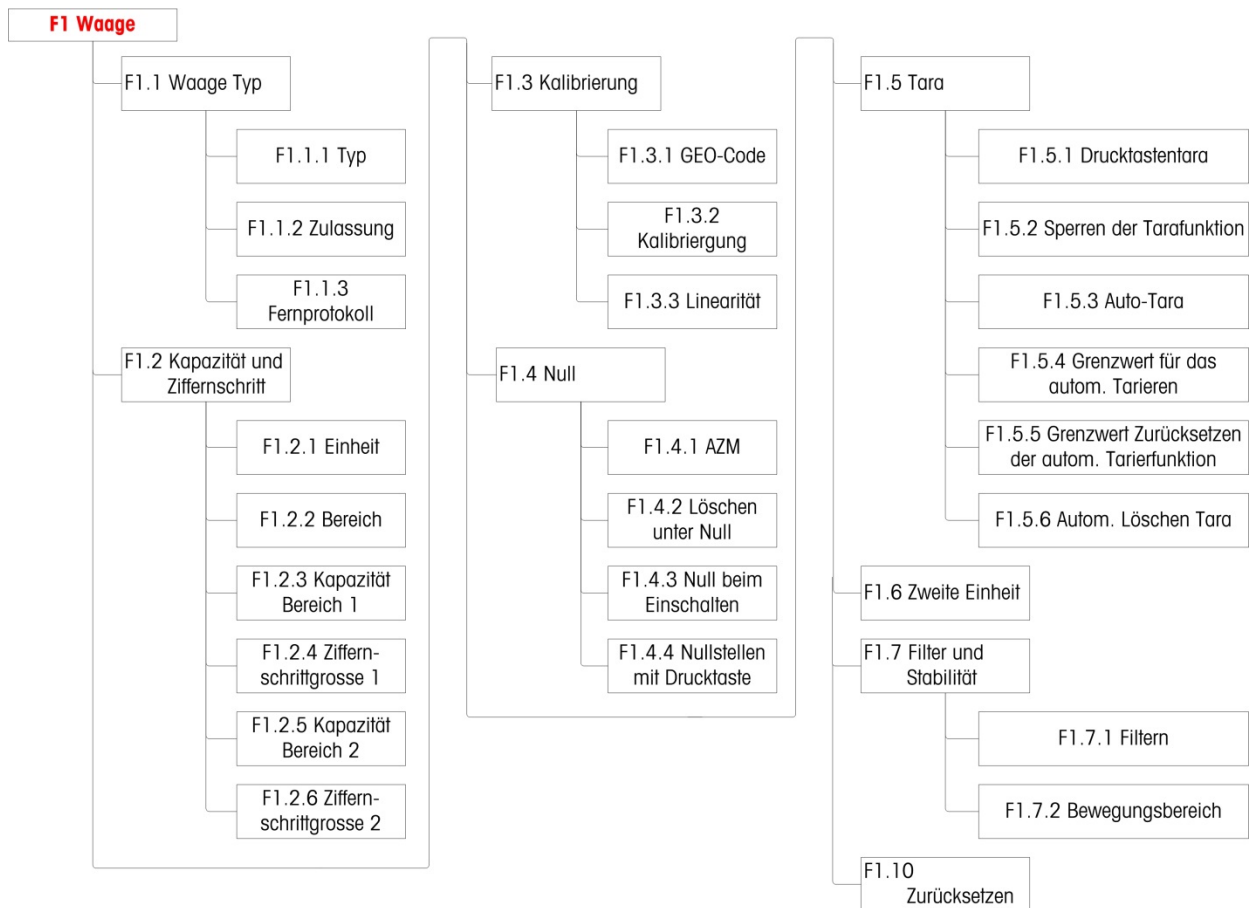 F1 Waage
F1.1 Waage Typ
F1.1.1 Typ
F1.1.2 Zulassung
F1.1.3
Fernprotokoll
F1.2 Kapazität und
Ziffernschritt
F1.2.1 Einheit
F1.2.2 Bereich
F1.2.3 Kapazität
Bereich 1
F1.2.4 Ziffern-
schrittgrosse 1
F1.2.5 Kapazität
Bereich 2
F1.2.6 Ziffern-
schrittgrosse 2
F1.3 Kalibrierung
F1.3.1 GEO-Code
F1.3.2
Kalibriergung
F1.3.3 Linearität
F1.4 Null
F1.4.1 AZM
F1.4.2 Löschen
unter Null
F1.4.3 Null beim
Einschalten
F1.4.4 Nullstellen
mit Drucktaste
F1.5 Tara
F1.5.1 Drucktastentara
F1.5.2 Sperren der Tarafunktion
F1.5.3 Auto-Tara
F1.5.4 Grenzwert für das
autom. Tarieren
F1.5.5 Grenzwert Zurücksetzen
der autom. Tarierfunktion
F1.5.6 Autom. Löschen Tara
F1.6 Zweite Einheit
F1.7 Filter und
Stabilität
F1.7.1 Filtern
F1.7.2 Bewegungsbereich
F1.10
Zurücksetzen